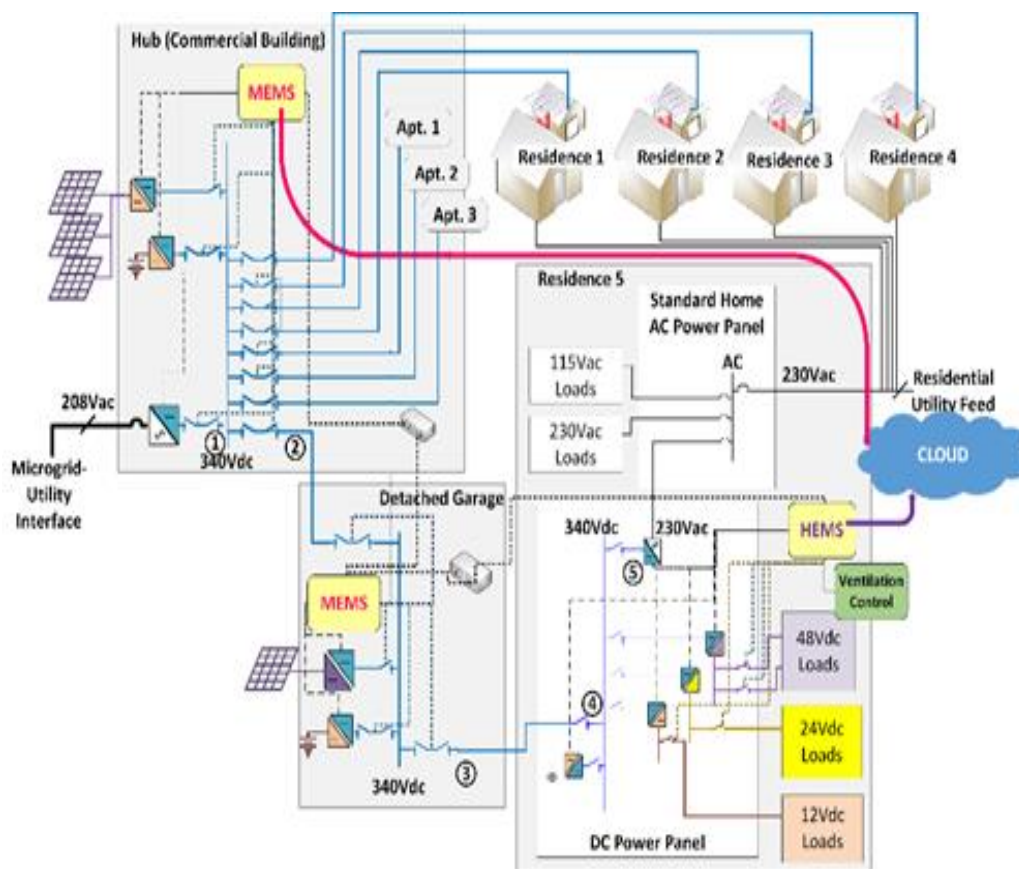 Hub (Commercial Building)
MEMS
Apt. 1
Apt. 2
Apt. 3
Residence 1
Residence 2
Residence 3
Residence 4
208Vac
Microgrid-
Utility
Interface
①
②
340Vdc
Detached Garage
MEMS
340Vdc
③
Residence 5
Standard Home
AC Power Panel
115Vac
Loads
230Vac
Loads
AC
230Vac
Residential
Utility Feed
CLOUD
340Vdc
230Vac
⑤
④
HEMS
Ventilation
Control
48Vdc
Loads
24Vdc
Loads
12Vdc
Loads
DC Power Panel